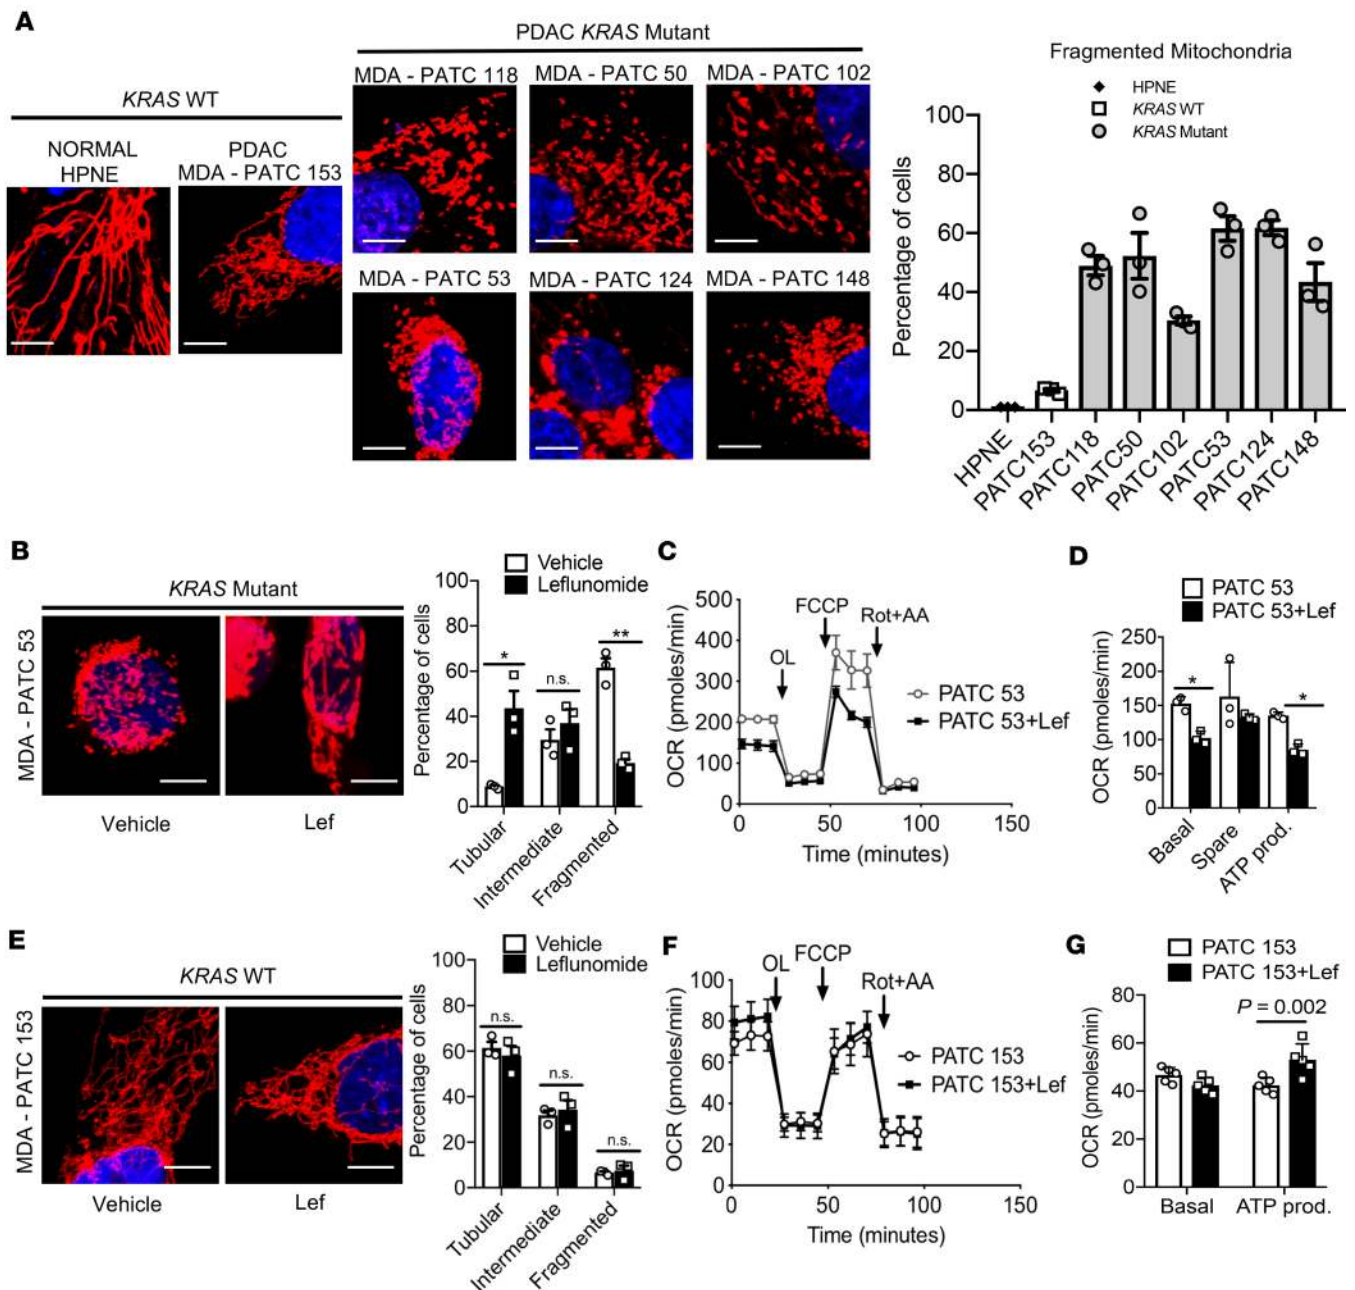 A
PDAC KRAS Mutant
KRAS WT
NORMAL
HPNE
PDAC
MDA - PATC 153
MDA - PATC 118
MDA - PATC 50
MDA - PATC 102
MDA - PATC 53
MDA - PATC 124
MDA - PATC 148
Fragmented Mitochondria
HPNE
KRAS WT
KRAS Mutant
Percentage of cells
100
80
60
40
20
0
HPNE
PATC153
PATC118
PATC50
PATC102
PATC53
PATC124
PATC148
B
KRAS Mutant
MDA - PATC 53
Vehicle
Lef
Vehicle
Leflunomide
Percentage of cells
100
80
60
40
20
0
*
n.s.
**
Tubular
Intermediate
Fragmented
C
OCR (pmoles/min)
500
400
300
200
100
0
OL
FCCP
Rot+AA
PATC 53
PATC 53+Lef
0
50
100
150
Time (minutes)
D
PATC 53
PATC 53+Lef
OCR (pmoles/min)
250
200
150
100
50
0
*
*
Basal
Spare
ATP prod.
E
KRAS WT
MDA - PATC 153
Vehicle
Lef
Vehicle
Leflunomide
Percentage of cells
100
80
60
40
20
0
n.s.
n.s.
n.s.
Tubular
Intermediate
Fragmented
F
OCR (pmoles/min)
100
80
60
40
20
0
OL
FCCP
Rot+AA
PATC 153
PATC 153+Lef
0
50
100
150
Time (minutes)
G
PATC 153
PATC 153+Lef
P = 0.002
OCR (pmoles/min)
80
60
40
20
0
Basal
ATP prod.